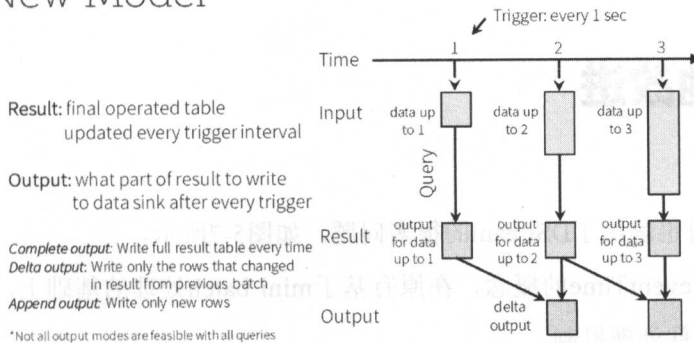 New Model
Result: final operated table
updated every trigger interval
Output: what part of result to write
to data sink after every trigger
Complete output: Write full result table every time
Delta output: Write only the rows that changed
in result from previous batch
Append output: Write only new rows
*Not all output modes are feasible with all queries
Trigger: every 1 sec
Time
1
2
3
Input
data up
to 1
data up
to 2
data up
to 3
Query
Result
output
for data
up to 1
output
for data
up to 2
output
for data
up to 3
Output
delta
output